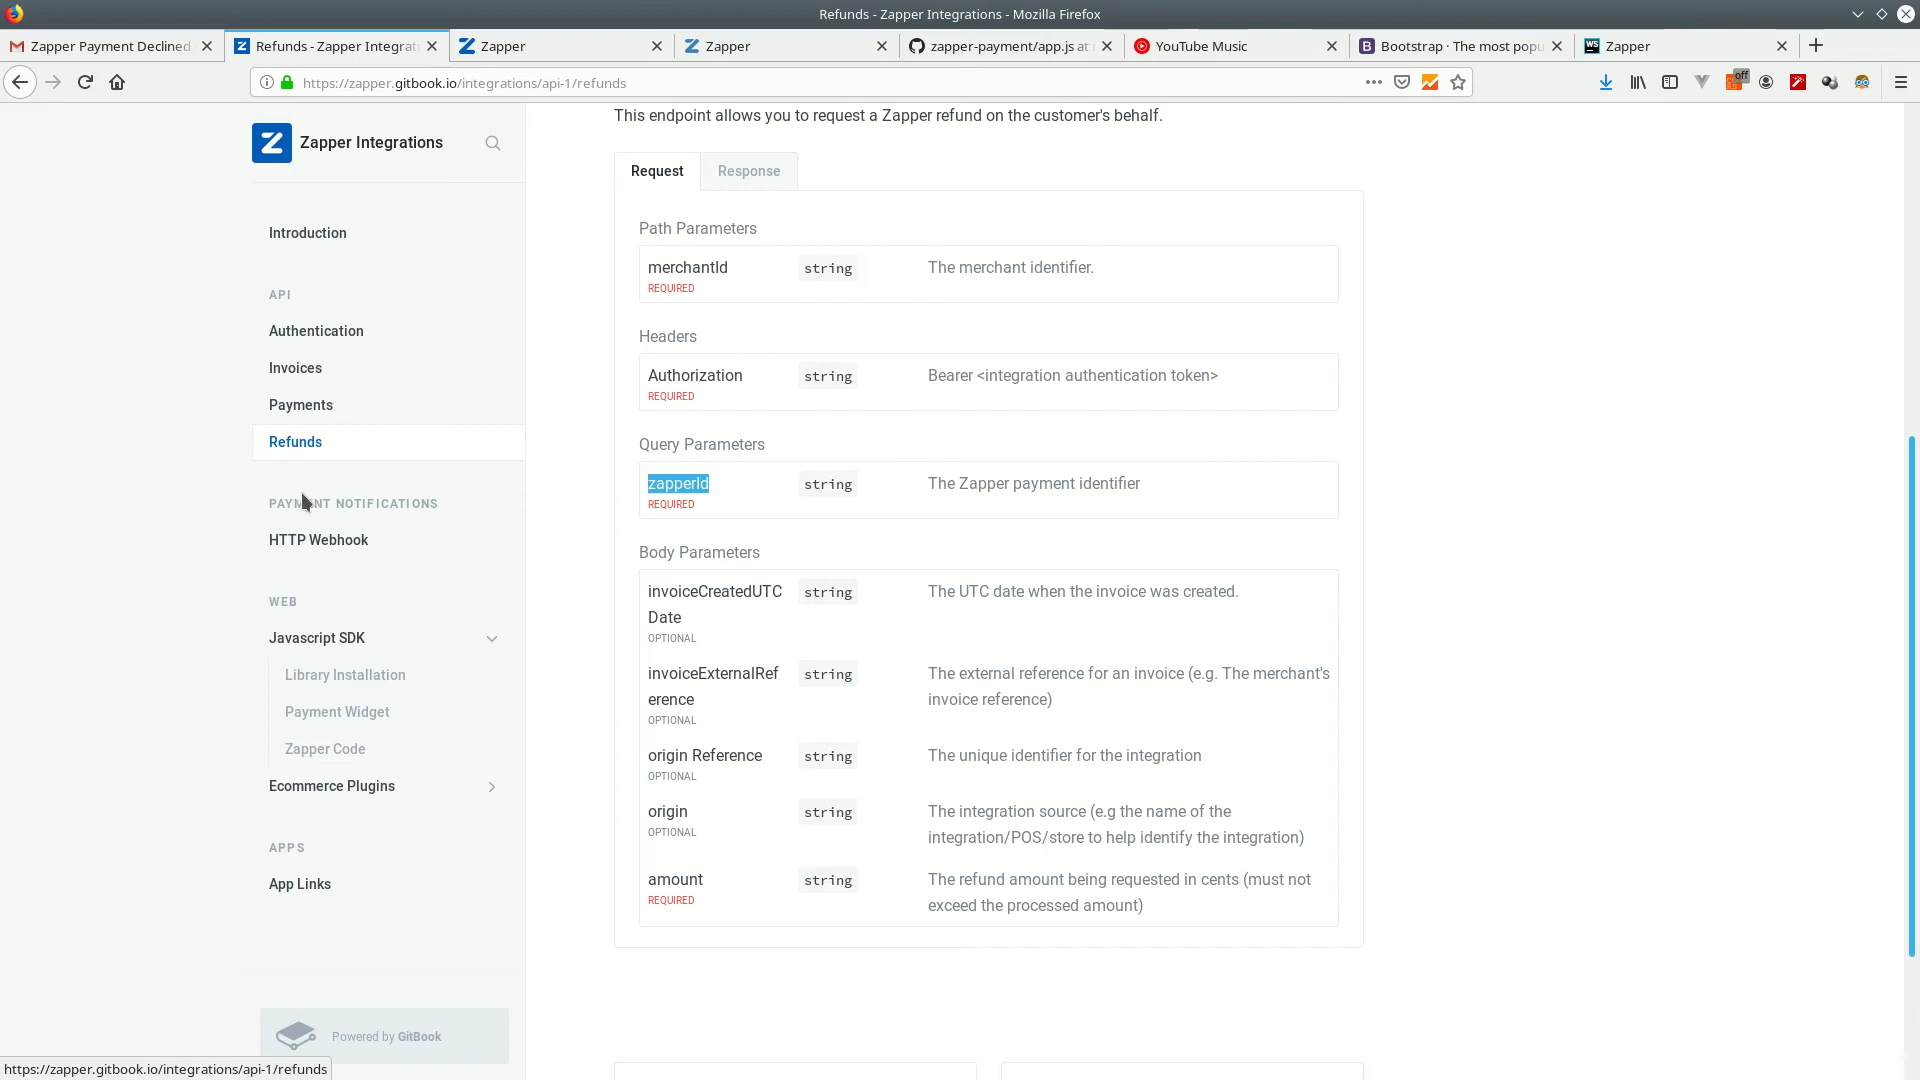 Refunds - Zapper Integrations - Mozilla Firefox
Zapper Payment Declined
Refunds - Zapper Integrat
Zapper
Zapper
zapper-payment/app.js at
YouTube Music
Bootstrap · The most popu
Zapper
https://zapper.gitbook.io/integrations/api-1/refunds
off
Zapper Integrations
Introduction
API
Authentication
Invoices
Payments
Refunds
PAYMENT NOTIFICATIONS
HTTP Webhook
WEB
Javascript SDK
Library Installation
Payment Widget
Zapper Code
Ecommerce Plugins
APPS
App Links
Powered by GitBook
https://zapper.gitbook.io/integrations/api-1/refunds
This endpoint allows you to request a Zapper refund on the customer's behalf.
Request Response
Path Parameters
merchantId string The merchant identifier.
REQUIRED
Headers
Authorization string Bearer <integration authentication token>
REQUIRED
Query Parameters
zapperId string The Zapper payment identifier
REQUIRED
Body Parameters
invoiceCreatedUTC string The UTC date when the invoice was created.
Date
OPTIONAL
invoiceExternalRef string The external reference for an invoice (e.g. The merchant's
erence invoice reference)
OPTIONAL
origin Reference string The unique identifier for the integration
OPTIONAL
origin string The integration source (e.g the name of the
OPTIONAL integration/POS/store to help identify the integration)
amount string The refund amount being requested in cents (must not
REQUIRED exceed the processed amount)